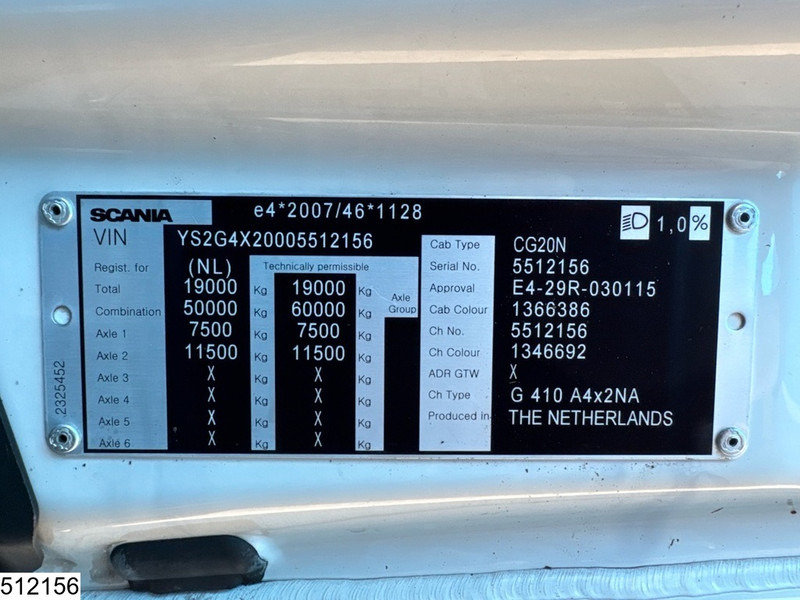 SCANIA e4*2007/46*1128 1,0%
VIN YS2G4X20005512156
Regist. for (NL) Technically permissible
Total 19000 Kg 19000 Kg
Combination 50000 Kg 60000 Kg Axle Group
Axle 1 7500 Kg 7500 Kg
Axle 2 11500 Kg 11500 Kg
Axle 3 X Kg X Kg
Axle 4 X Kg X Kg
Axle 5 X Kg X Kg
Axle 6 X Kg X Kg
Cab Type CG20N
Serial No. 5512156
Approval E4-29R-030115
Cab Colour 1366386
Ch No. 5512156
Ch Colour 1346692
ADR GTW X
Ch Type G 410 A4x2NA
Produced in THE NETHERLANDS
2325452
512156